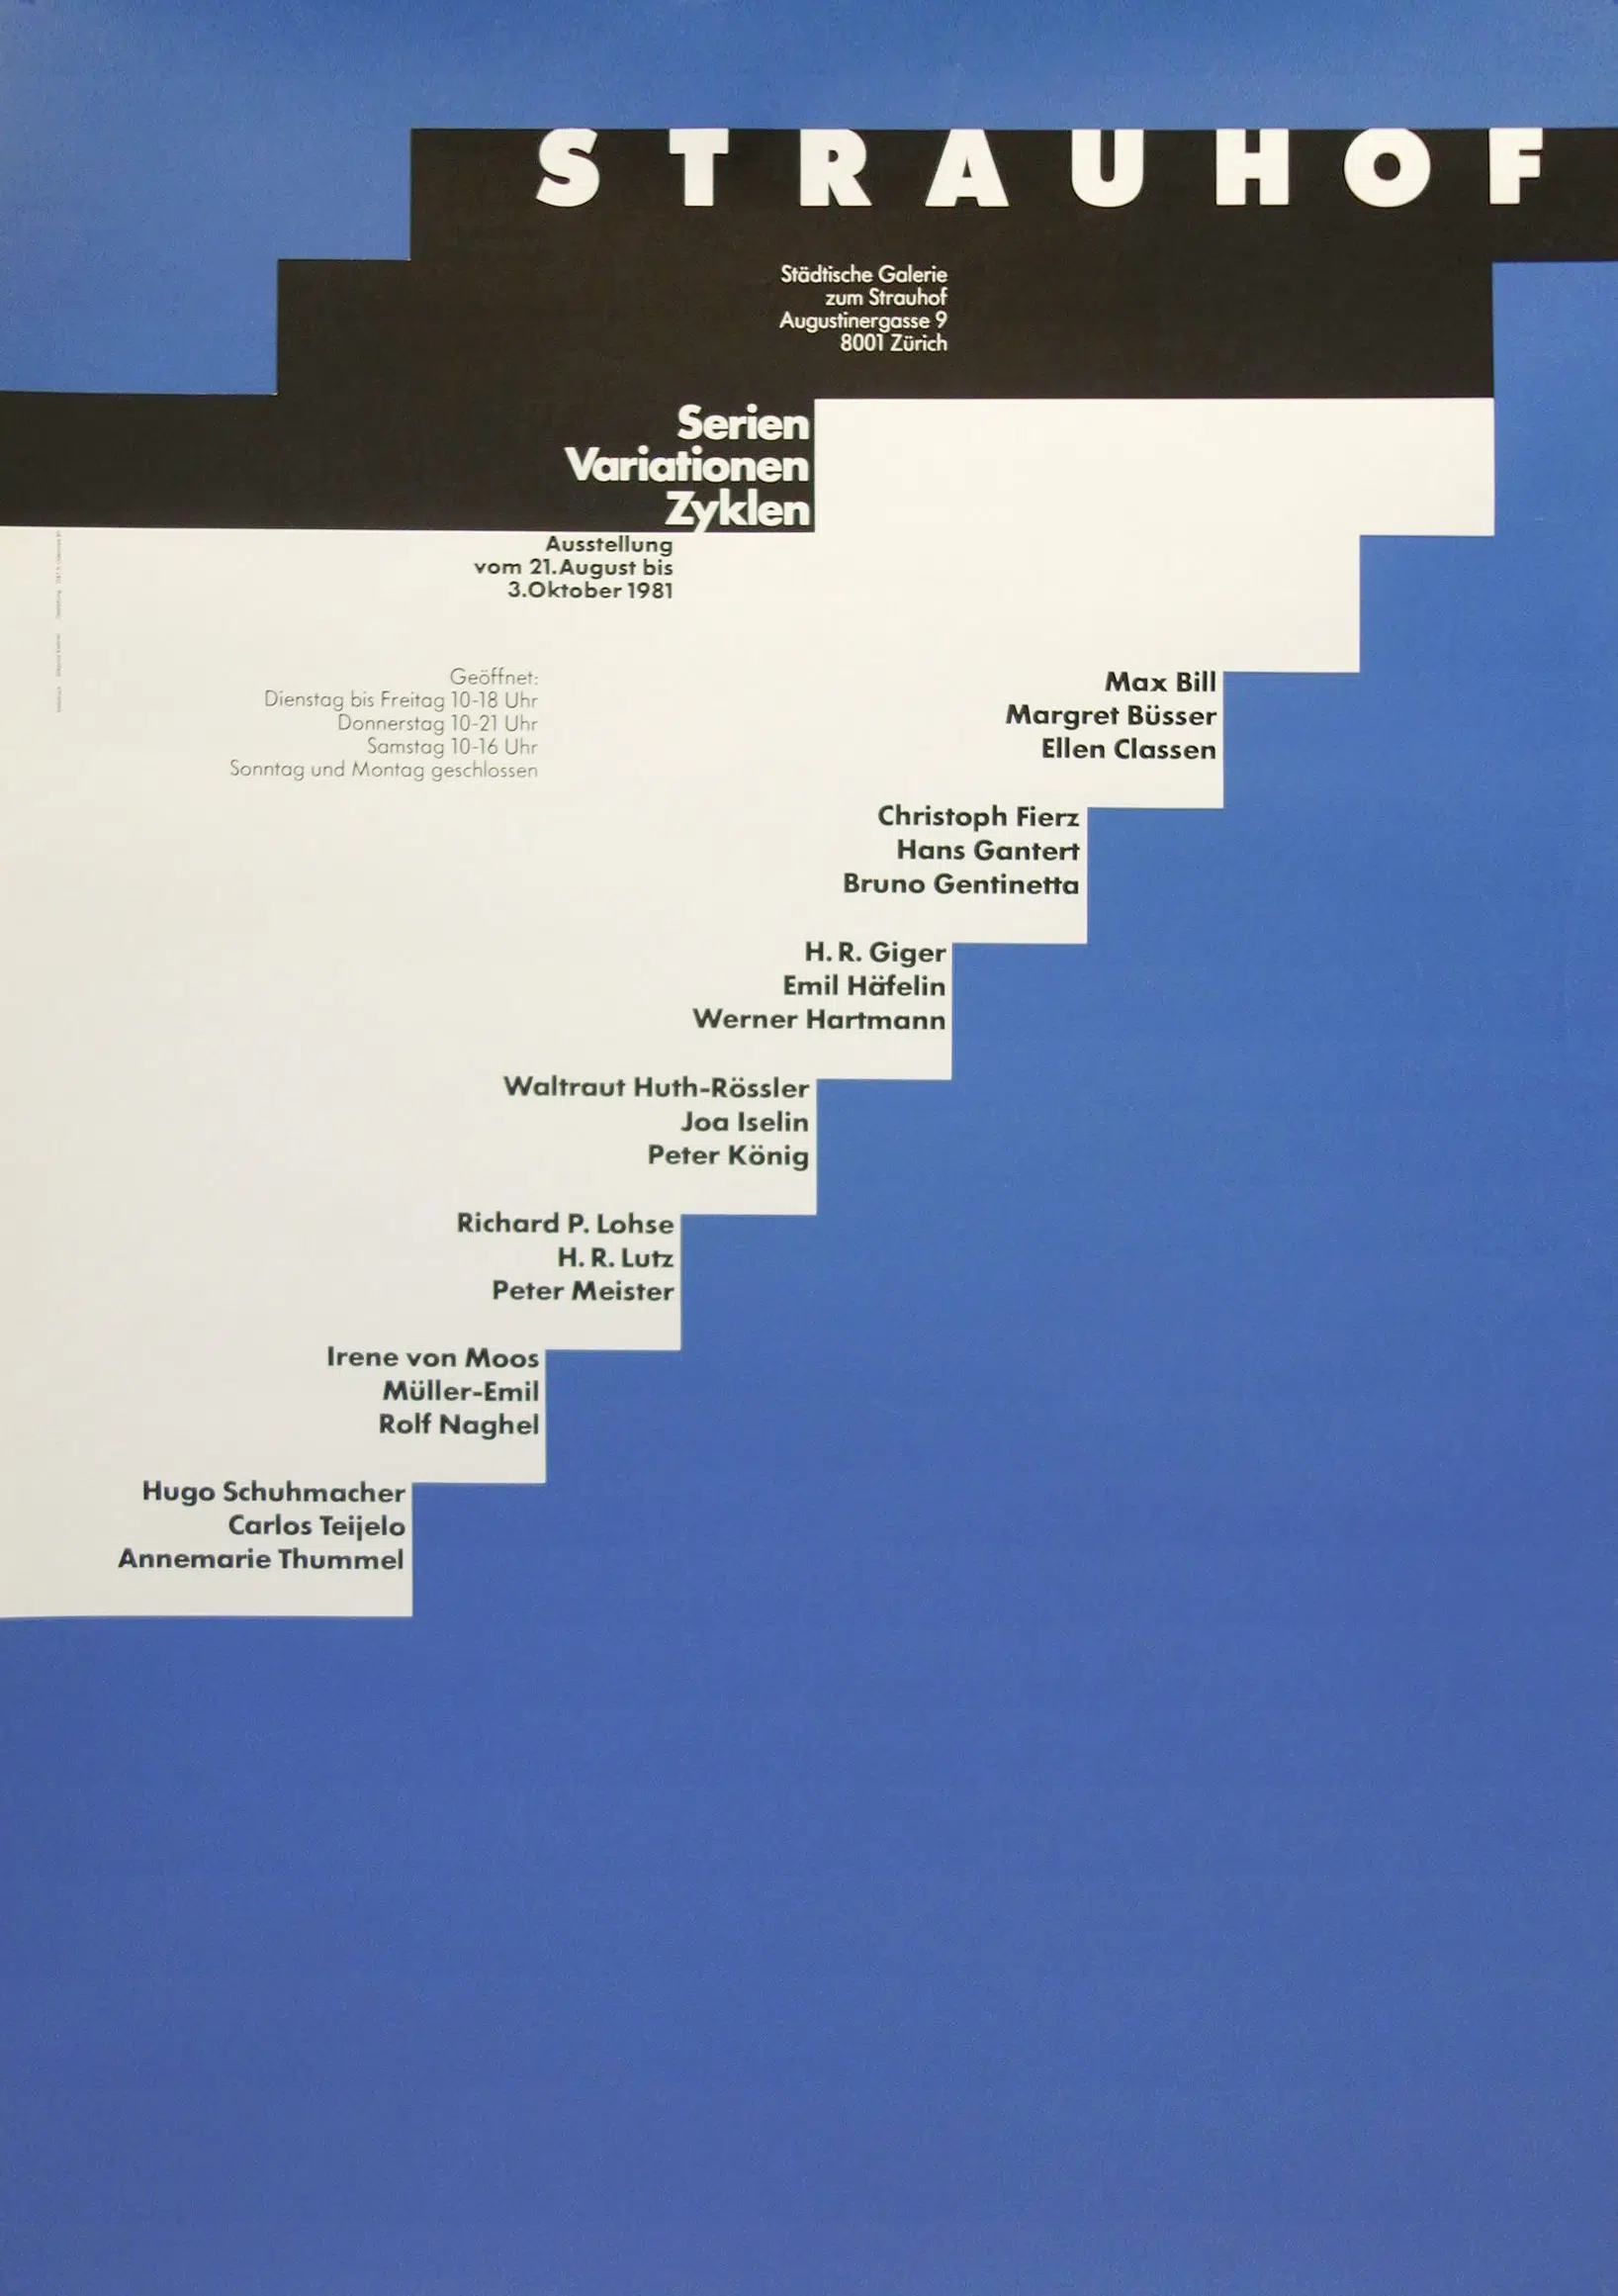 STRAUHOF
Städtische Galerie
zum Strauhof
Augustinergasse 9
8001 Zürich
Serien
Variationen
Zyklen
Ausstellung
vom 21.August bis
3.Oktober 1981
Geöffnet:
Dienstag bis Freitag 10-18 Uhr
Donnerstag 10-21 Uhr
Samstag 10-16 Uhr
Sonntag und Montag geschlossen
Max Bill
Margret Büsser
Ellen Classen
Christoph Fierz
Hans Gantert
Bruno Gentinetta
H. R. Giger
Emil Häfelin
Werner Hartmann
Waltraut Huth-Rössler
Joa Iselin
Peter König
Richard P. Lohse
H. R. Lutz
Peter Meister
Irene von Moos
Müller-Emil
Rolf Naghel
Hugo Schuhmacher
Carlos Teijelo
Annemarie Thummel